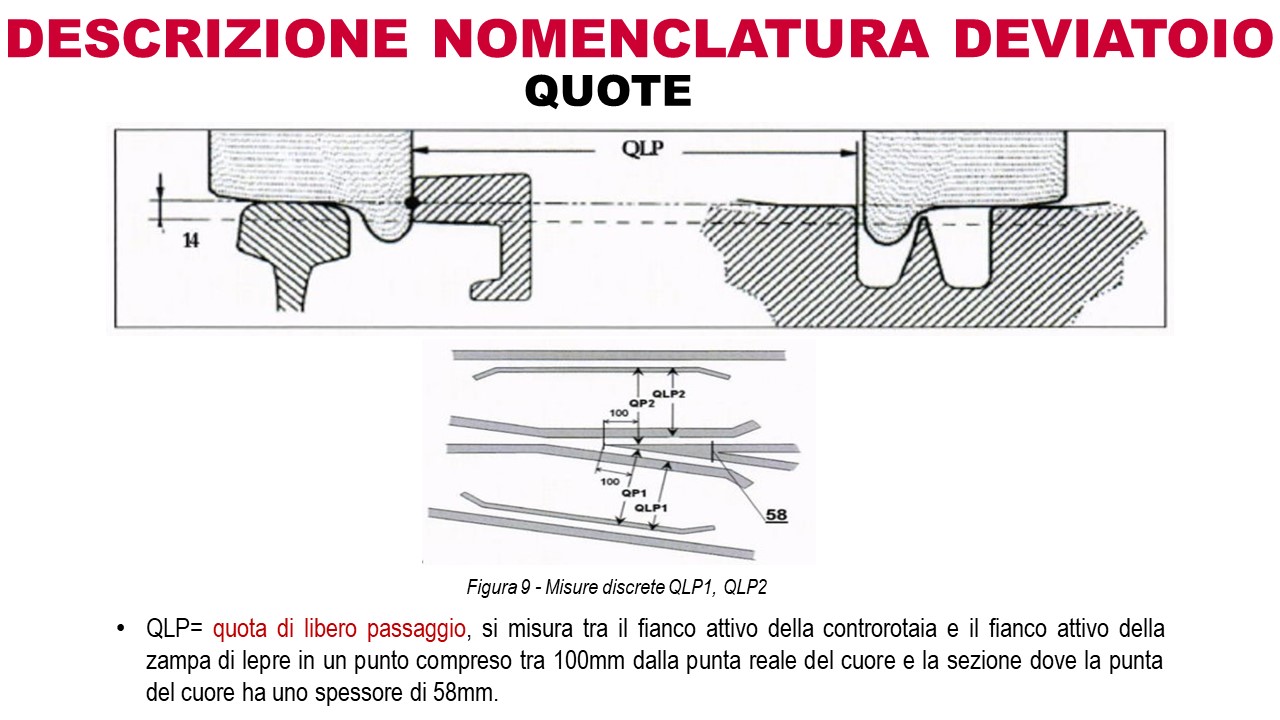 DESCRIZIONE NOMENCLATURA DEVIATOIO
QUOTE
QLP
14
QLP2
QP2
100
100
QP1
QLP1
58
Figura 9 - Misure discrete QLP1, QLP2
• QLP= quota di libero passaggio, si misura tra il fianco attivo della controrotaia e il fianco attivo della
zampa di lepre in un punto compreso tra 100mm dalla punta reale del cuore e la sezione dove la punta
del cuore ha uno spessore di 58mm.